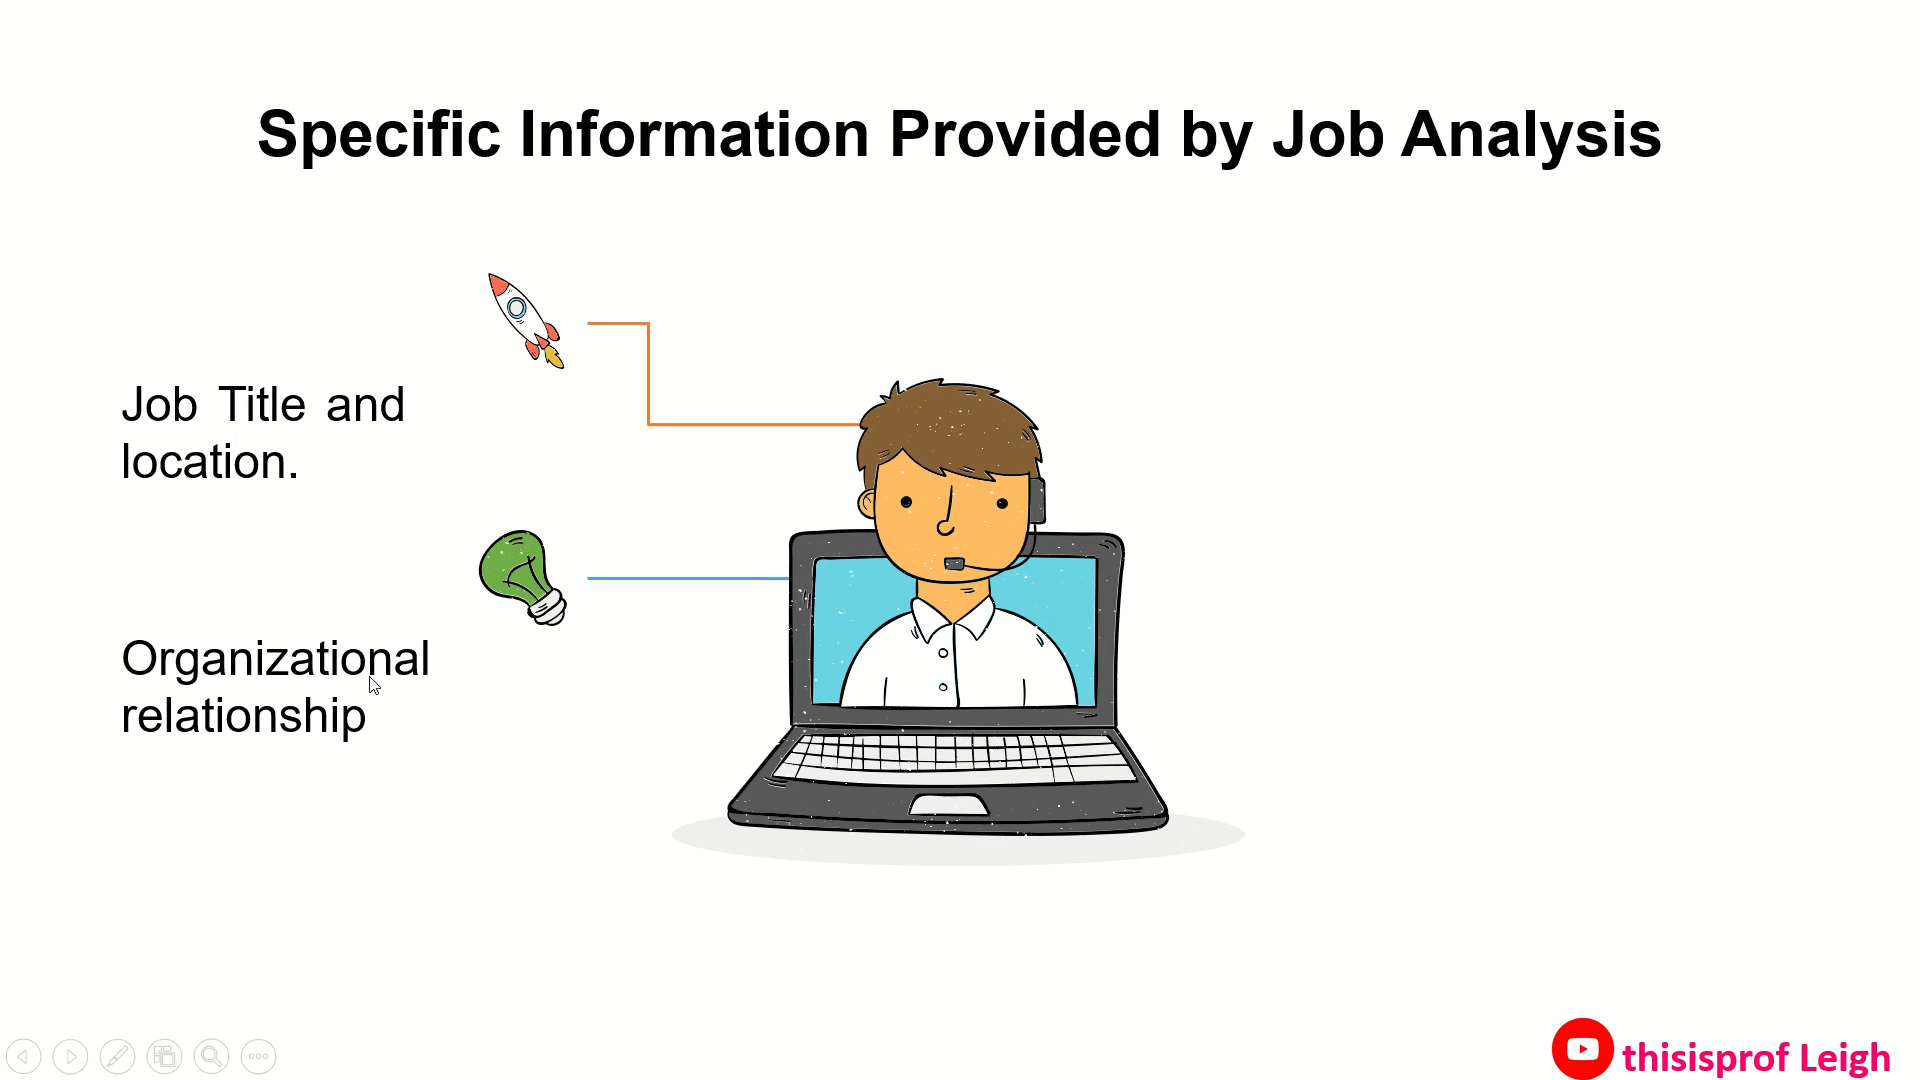 Specific Information Provided by Job Analysis
Job Title and
location.
Organizational
relationship
thisisprof Leigh